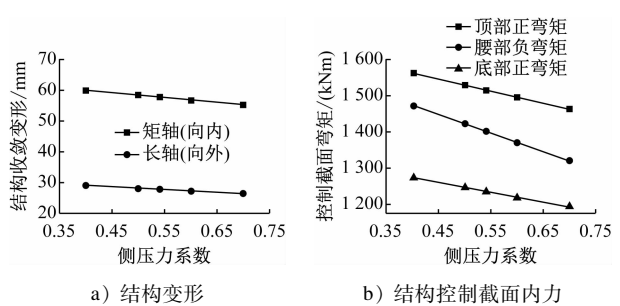 结构收敛变形/mm
70
60
50
40
30
20
矩轴(向内)
长轴(向外)
0.35 0.45 0.55 0.65 0.75
侧压力系数
a）结构变形
顶部正弯矩
腰部负弯矩
底部正弯矩
控制截面弯矩/(kNm)
1 600
1 500
1 400
1 300
1 200
0.35 0.45 0.55 0.65 0.75
侧压力系数
b）结构控制截面内力